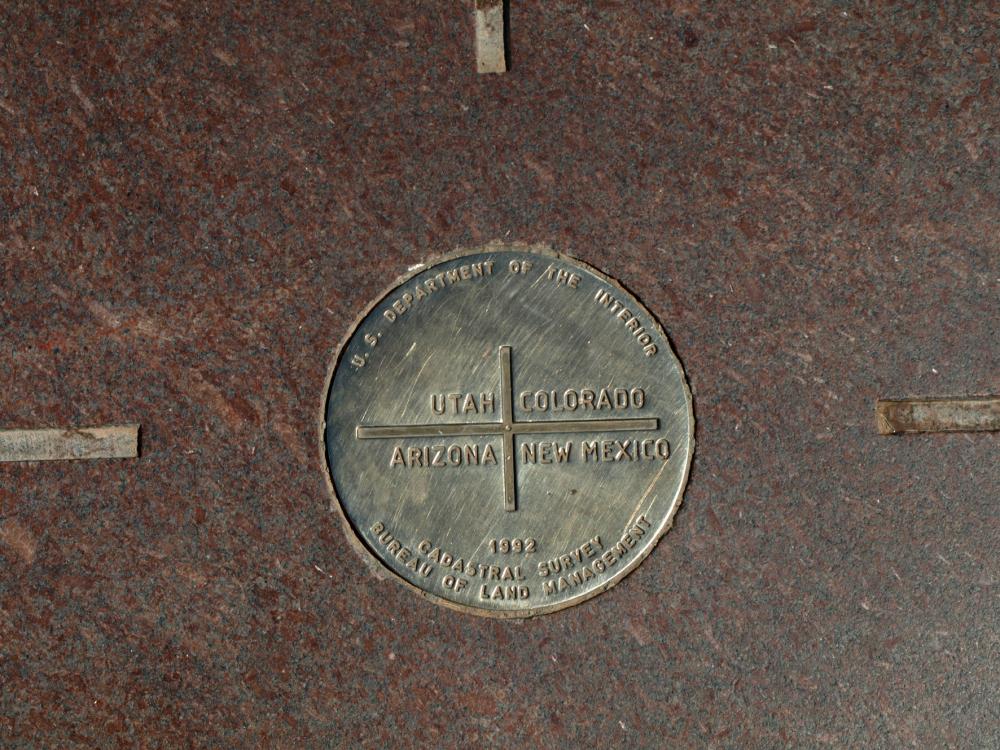 U. S. DEPARTMENT OF THE INTERIOR
UTAH COLORADO
ARIZONA NEW MEXICO
1992
CADASTRAL SURVEY
BUREAU OF LAND MANAGEMENT